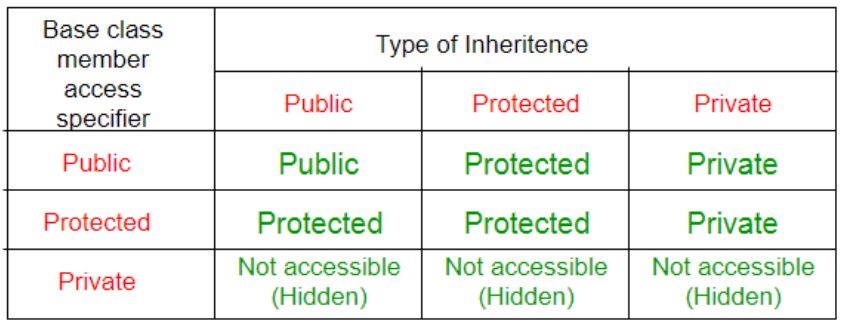 Base class
member
access
specifier
Type of Inheritence
Public
Protected
Private
Public
Public
Protected
Private
Protected
Protected
Protected
Private
Private
Not accessible
(Hidden)
Not accessible
(Hidden)
Not accessible
(Hidden)